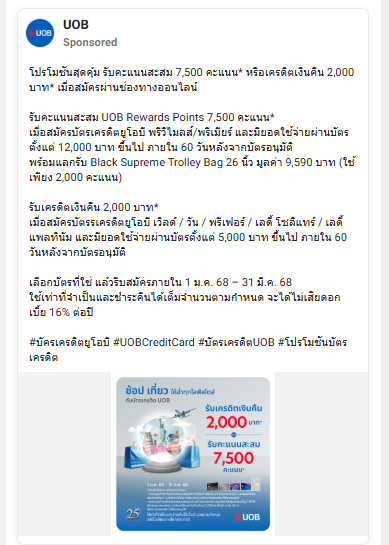 UOB
UOB
Sponsored
โปรโมชันสุดคุ้ม รับคะแนนสะสม 7,500 คะแนน* หรือเครดิตเงินคืน 2,000
บาท* เมื่อสมัครผ่านช่องทางออนไลน์
รับคะแนนสะสม UOB Rewards Points 7,500 คะแนน*
เมื่อสมัครบัตรเครดิตยูโอบี พรีวิไมลส์/พรีเมียร์ และมียอดใช้จ่ายผ่านบัตร
ตั้งแต่ 12,000 บาท ขึ้นไป ภายใน 60 วันหลังจากบัตรอนุมัติ
พร้อมแลกรับ Black Supreme Trolley Bag 26 นิ้ว มูลค่า 9,590 บาท (ใช้
เพียง 2,000 คะแนน)
รับเครดิตเงินคืน 2,000 บาท*
เมื่อสมัครบัตรเครดิตยูโอบี เวิลด์ / วัน / พรีเฟอร์ / เลดี้ โซลิแทร์ / เลดี้
แพลทินัม และมียอดใช้จ่ายผ่านบัตรตั้งแต่ 5,000 บาท ขึ้นไป ภายใน 60
วันหลังจากบัตรอนุมัติ
เลือกบัตรที่ใช่ แล้วรีบสมัครภายใน 1 ม.ค. 68 – 31 มี.ค. 68
ใช้เท่าที่จำเป็นและชำระคืนได้เต็มจำนวนตามกำหนด จะได้ไม่เสียดอก
เบี้ย 16% ต่อปี
#บัตรเครดิตยูโอบี #UOBCreditCard #บัตรเครดิตUOB #โปรโมชันบัตร
เครดิต
ช้อป เที่ยว ให้ฉ่ำทุกไลฟ์สไตล์
กับบัตรเครดิต UOB
รับเครดิตเงินคืน
2,000 บาท*
หรือ
รับคะแนนสะสม
7,500
คะแนน*
25
UOB